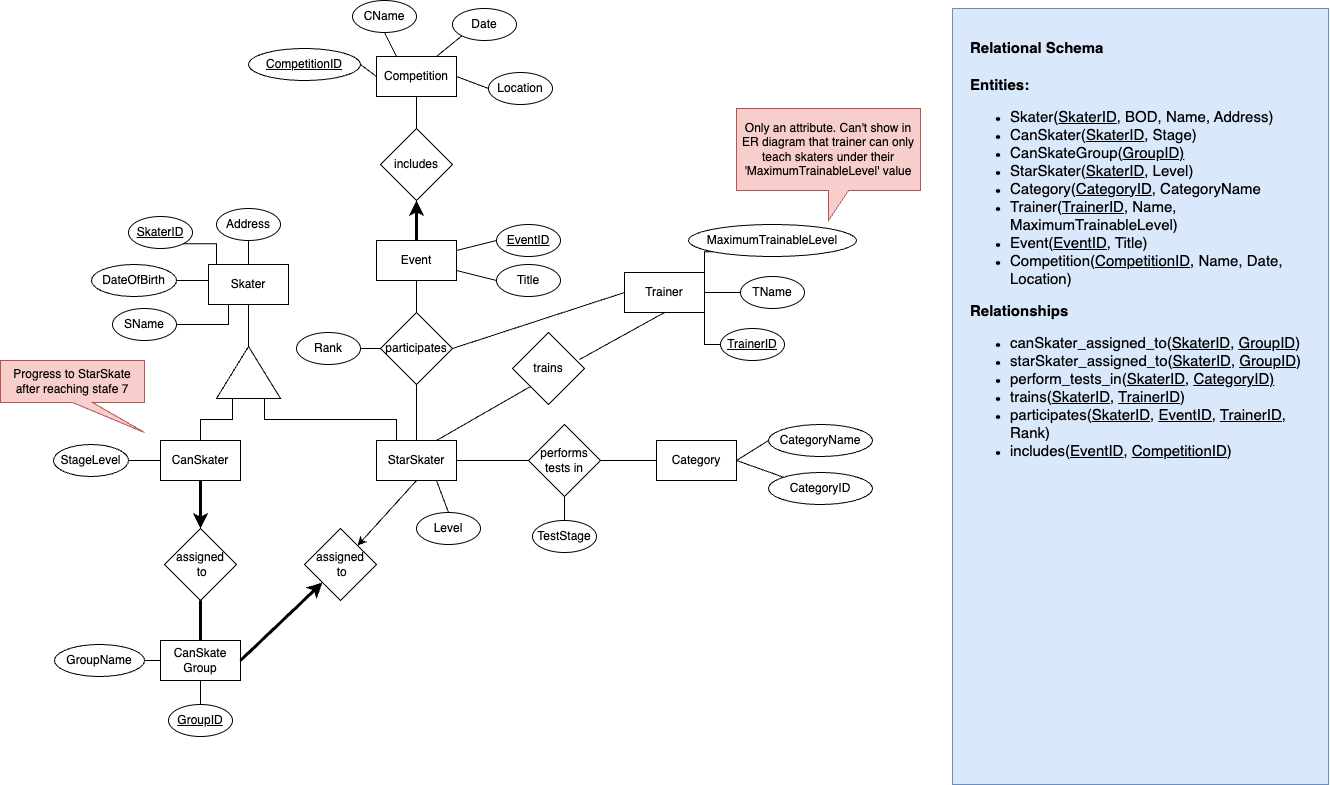 CName
Date
CompetitionID
Competition
Location
Only an attribute. Can't show in
ER diagram that trainer can only
teach skaters under their
'MaximumTrainableLevel' value
includes
SkaterID
Address
EventID
MaximumTrainableLevel
Event
DateOfBirth
Skater
Title
Trainer
TName
SName
Rank
participates
TrainerID
trains
Progress to StarSkate
after reaching stafe 7
StageLevel
CanSkater
StarSkater
performs
tests in
Category
CategoryName
CategoryID
Level
TestStage
assigned
to
assigned
to
GroupName
CanSkate
Group
GroupID
Relational Schema
Entities:
• Skater(SkaterID, BOD, Name, Address)
• CanSkater(SkaterID, Stage)
• CanSkateGroup(GroupID)
• StarSkater(SkaterID, Level)
• Category(CategoryID, CategoryName
• Trainer(TrainerID, Name,
MaximumTrainableLevel)
• Event(EventID, Title)
• Competition(CompetitionID, Name, Date,
Location)
Relationships
• canSkater_assigned_to(SkaterID, GroupID)
• starSkater_assigned_to(SkaterID, GroupID)
• perform_tests_in(SkaterID, CategoryID)
• trains(SkaterID, TrainerID)
• participates(SkaterID, EventID, TrainerID,
Rank)
• includes(EventID, CompetitionID)